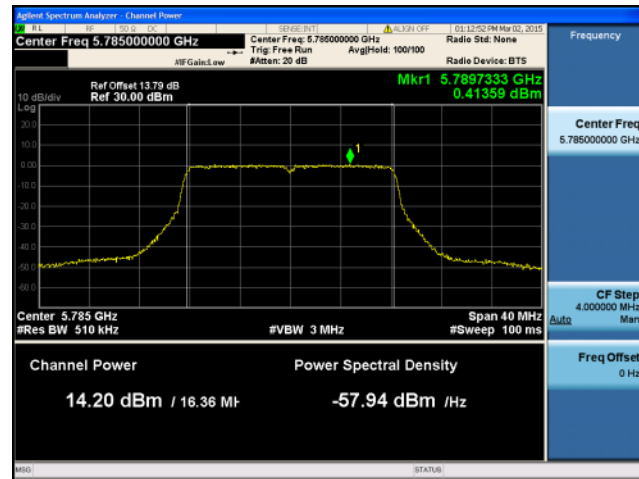 Agilent Spectrum Analyzer - Channel Power
RL RF 50 Ω DC SENSE:INT ALIGN OFF 01:12:52 PM Mar 02, 2015
Center Freq 5.785000000 GHz
Center Freq: 5.785000000 GHz
Radio Std: None
Trig: Free Run Avg|Hold: 100/100
#IFGain:Low #Atten: 20 dB Radio Device: BTS
Mkr1 5.7897333 GHz
0.41359 dBm
Ref Offset 13.79 dB
10 dB/div Ref 30.00 dBm
Log
20.0
10.0
0.00
-10.0
-20.0
-30.0
-40.0
-50.0
-60.0
1
Center 5.785 GHz Span 40 MHz
#Res BW 510 kHz #VBW 3 MHz #Sweep 100 ms
Channel Power Power Spectral Density
14.20 dBm / 16.36 MH -57.94 dBm /Hz
MSG STATUS
Frequency
Center Freq
5.785000000 GHz
CF Step
4.000000 MHz
Auto Man
Freq Offset
0 Hz